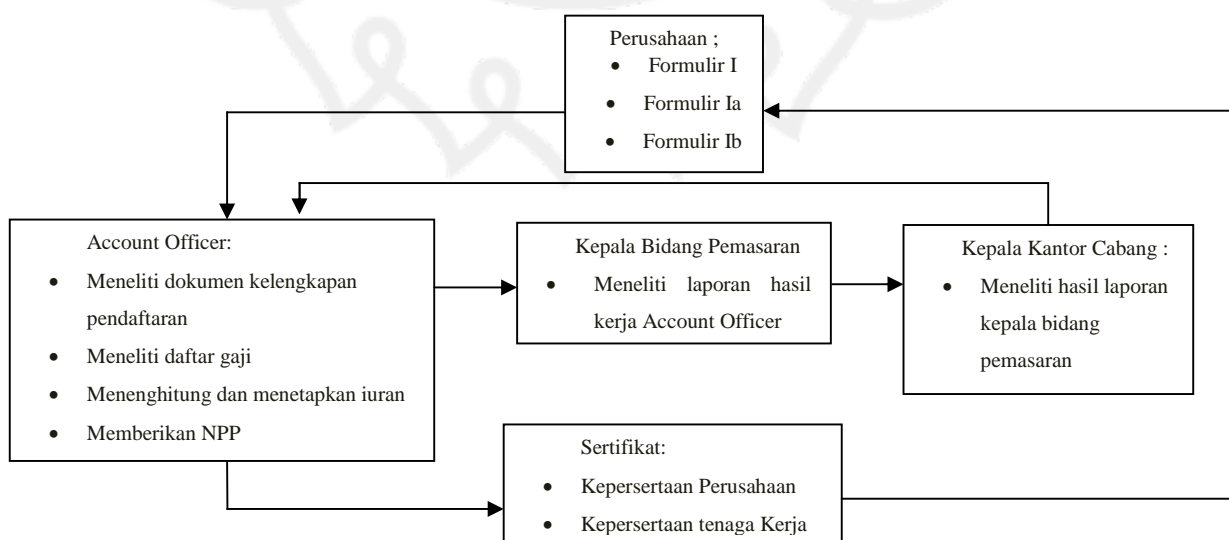 Perusahaan ;
• Formulir I
• Formulir Ia
• Formulir Ib
Account Officer:
• Meneliti dokumen kelengkapan
pendaftaran
• Meneliti daftar gaji
• Menenghitung dan menetapkan iuran
• Memberikan NPP
Kepala Bidang Pemasaran
• Meneliti laporan hasil
kerja Account Officer
Kepala Kantor Cabang :
• Meneliti hasil laporan
kepala bidang
pemasaran
Sertifikat:
• Kepersertaan Perusahaan
• Kepersertaan tenaga Kerja